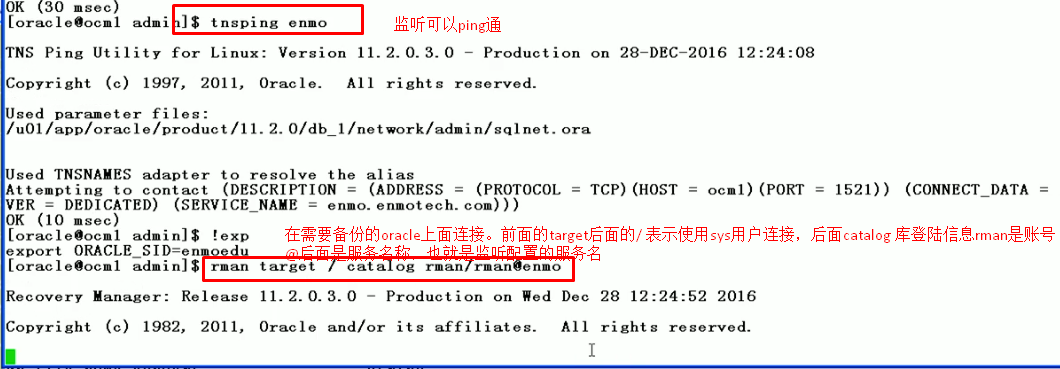 OK (30 msec)
[oracle@ocm1 admin]$ tnsping enmo
监听可以ping通
TNS Ping Utility for Linux: Version 11.2.0.3.0 - Production on 28-DEC-2016 12:24:08
Copyright (c) 1997, 2011, Oracle.  All rights reserved.
Used parameter files:
/u01/app/oracle/product/11.2.0/db_1/network/admin/sqlnet.ora
Used TNSNAMES adapter to resolve the alias
Attempting to contact (DESCRIPTION = (ADDRESS = (PROTOCOL = TCP)(HOST = ocm1)(PORT = 1521)) (CONNECT_DATA =
VER = DEDICATED) (SERVICE_NAME = enmo.enmotech.com)))
OK (10 msec)
[oracle@ocm1 admin]$ !exp
在需要备份的oracle上面连接。前面的target后面的/ 表示使用sys用户连接，后面catalog 库登陆信息rman是账号
@后面是服务名称，也就是监听配置的服务名
export ORACLE_SID=enmoedu
[oracle@ocm1 admin]$ rman target / catalog rman/rman@enmo
Recovery Manager: Release 11.2.0.3.0 - Production on Wed Dec 28 12:24:52 2016
Copyright (c) 1982, 2011, Oracle and/or its affiliates.  All rights reserved.